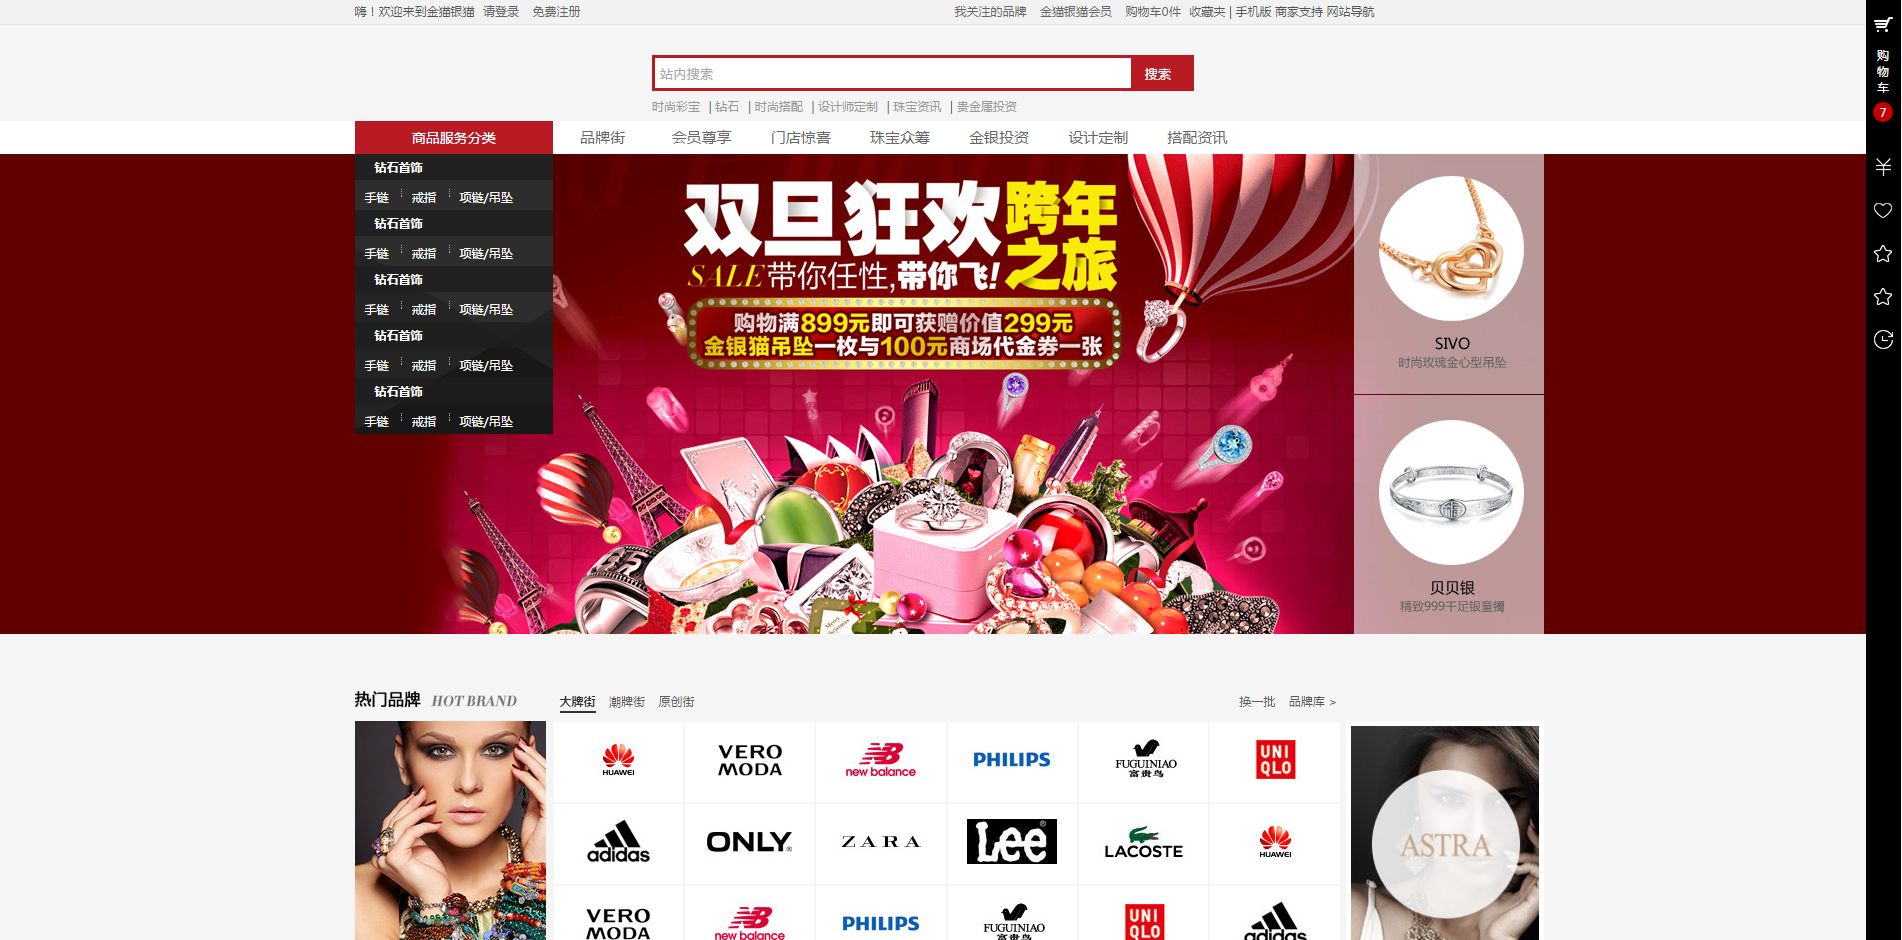 嗨！欢迎来到金猫银猫 请登录 免费注册
我关注的品牌 金猫银猫会员 购物车0件 收藏夹 | 手机版 商家支持 网站导航
站内搜索 搜索
时尚彩宝 | 钻石 | 时尚搭配 | 设计师定制 | 珠宝资讯 | 贵金属投资
商品服务分类 品牌街 会员尊享 门店惊喜 珠宝众筹 金银投资 设计定制 搭配资讯
钻石首饰
手链 戒指 项链/吊坠
钻石首饰
手链 戒指 项链/吊坠
钻石首饰
手链 戒指 项链/吊坠
钻石首饰
手链 戒指 项链/吊坠
钻石首饰
手链 戒指 项链/吊坠
双旦狂欢 跨年之旅
SALE 带你任性,带你飞!
购物满899元即可获赠价值299元
金银猫吊坠一枚与100元商场代金券一张
Merry Christmas
SIVO
时尚玫瑰金心型吊坠
福
贝贝银
精致999千足银童镯
购物车
7
热门品牌 HOT BRAND 大牌街 潮牌街 原创街 换一批 品牌库 >
HUAWEI VERO MODA new balance PHILIPS FUGUINIAO 富贵鸟 UNIQLO
adidas ONLY ZARA Lee LACOSTE HUAWEI
ASTRA
VERO MODA new balance PHILIPS FUGUINIAO 富贵鸟 UNIQLO adidas